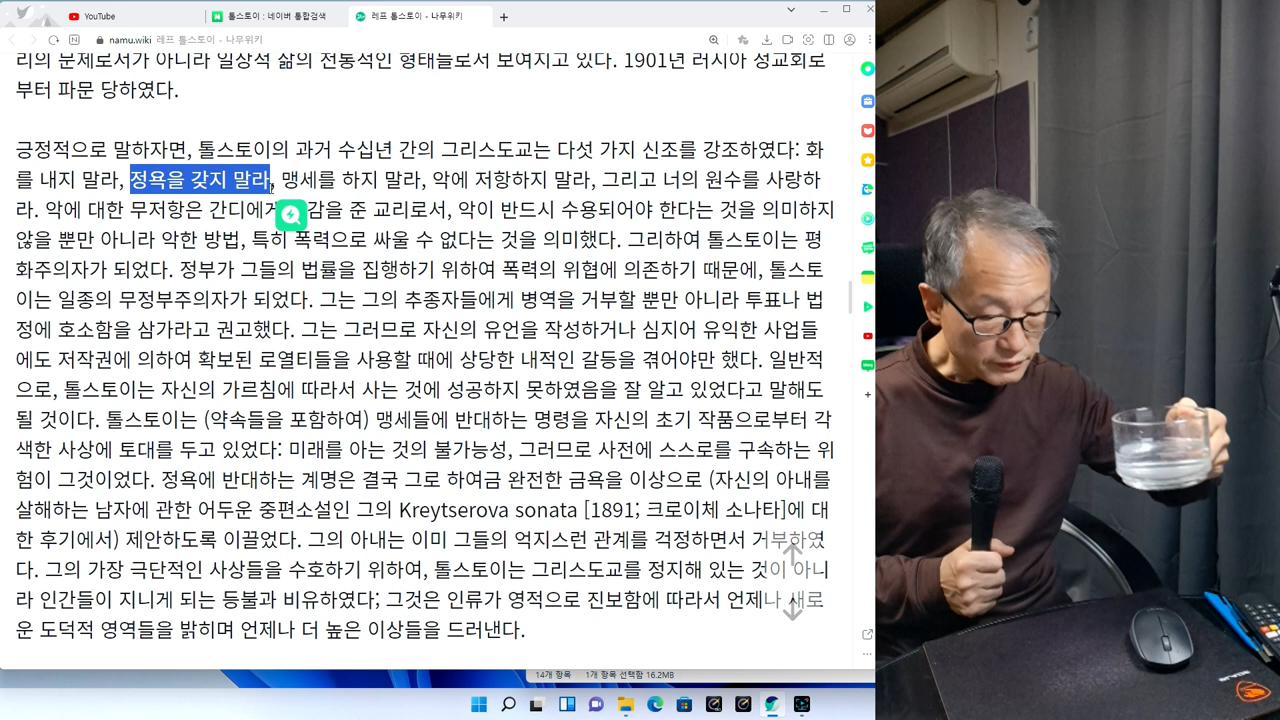 YouTube
톨스토이 : 네이버 통합검색
레프 톨스토이 - 나무위키
namu.wiki 레프 톨스토이 - 나무위키
리의 문제로서가 아니라 일상적 삶의 전통적인 형태들로서 보여지고 있다. 1901년 러시아 성교회로
부터 파문 당하였다.
긍정적으로 말하자면, 톨스토이의 과거 수십년 간의 그리스도교는 다섯 가지 신조를 강조하였다: 화
를 내지 말라, 정욕을 갖지 말라, 맹세를 하지 말라, 악에 저항하지 말라, 그리고 너의 원수를 사랑하
라. 악에 대한 무저항은 간디에게 감을 준 교리로서, 악이 반드시 수용되어야 한다는 것을 의미하지
않을 뿐만 아니라 악한 방법, 특히 폭력으로 싸울 수 없다는 것을 의미했다. 그리하여 톨스토이는 평
화주의자가 되었다. 정부가 그들의 법률을 집행하기 위하여 폭력의 위협에 의존하기 때문에, 톨스토
이는 일종의 무정부주의자가 되었다. 그는 그의 추종자들에게 병역을 거부할 뿐만 아니라 투표나 법
정에 호소함을 삼가라고 권고했다. 그는 그러므로 자신의 유언을 작성하거나 심지어 유익한 사업들
에도 저작권에 의하여 확보된 로열티들을 사용할 때에 상당한 내적인 갈등을 겪어야만 했다. 일반적
으로, 톨스토이는 자신의 가르침에 따라서 사는 것에 성공하지 못하였음을 잘 알고 있었다고 말해도
될 것이다. 톨스토이는 (약속들을 포함하여) 맹세들에 반대하는 명령을 자신의 초기 작품으로부터 각
색한 사상에 토대를 두고 있었다: 미래를 아는 것의 불가능성, 그러므로 사전에 스스로를 구속하는 위
험이 그것이었다. 정욕에 반대하는 계명은 결국 그로 하여금 완전한 금욕을 이상으로 (자신의 아내를
살해하는 남자에 관한 어두운 중편소설인 그의 Kreytserova sonata [1891; 크로이체 소나타]에 대
한 후기에서) 제안하도록 이끌었다. 그의 아내는 이미 그들의 억지스런 관계를 걱정하면서 거부하였
다. 그의 가장 극단적인 사상들을 수호하기 위하여, 톨스토이는 그리스도교를 정지해 있는 것이 아니
라 인간들이 지니게 되는 등불과 비유하였다; 그것은 인류가 영적으로 진보함에 따라서 언제나 새로
운 도덕적 영역들을 밝히며 언제나 더 높은 이상들을 드러낸다.
14개 항목 1개 항목 선택함 16.2MB